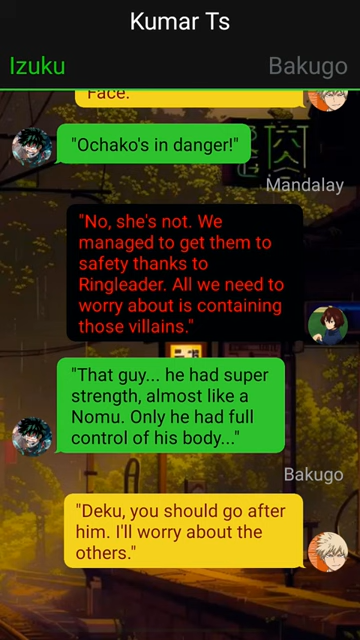 Kumar Ts
Izuku
Bakugo
Face."
"Ochako's in danger!"
Mandalay
"No, she's not. We
managed to get them to
safety thanks to
Ringleader. All we need to
worry about is containing
those villains."
"That guy... he had super
strength, almost like a
Nomu. Only he had full
control of his body..."
Bakugo
"Deku, you should go after
him. I'll worry about the
others."